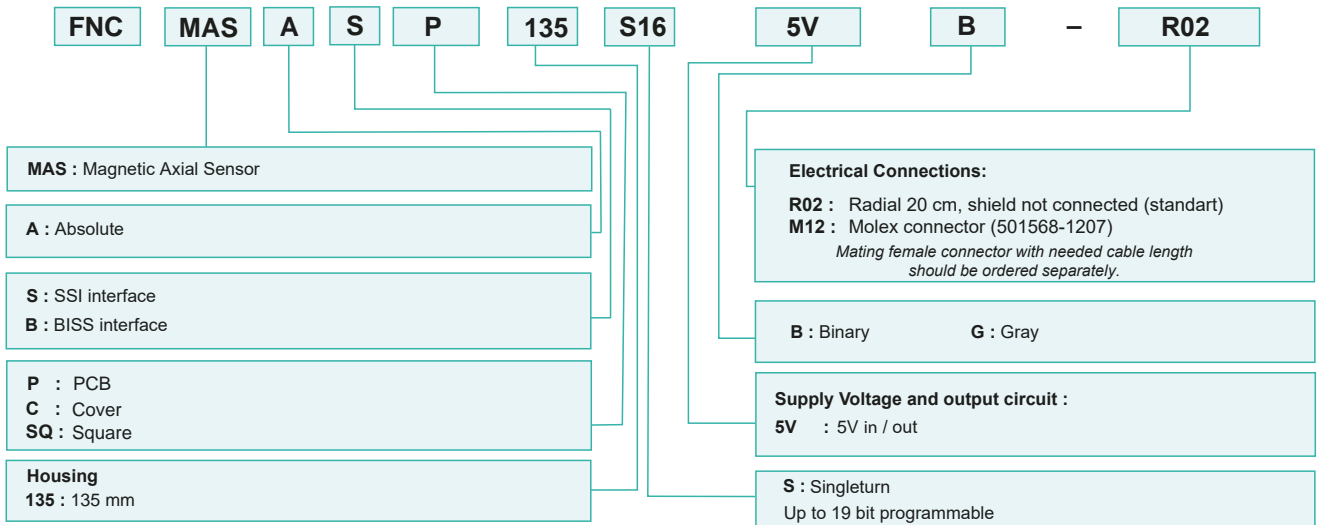 FNC MAS A S P 135 S16 5V B – R02
MAS : Magnetic Axial Sensor
A : Absolute
S : SSI interface
B : BISS interface
P : PCB
C : Cover
SQ : Square
Housing
135 : 135 mm
Electrical Connections:
R02 : Radial 20 cm, shield not connected (standart)
M12 : Molex connector (501568-1207)
Mating female connector with needed cable length
should be ordered separately.
B : Binary G : Gray
Supply Voltage and output circuit :
5V : 5V in / out
S : Singleturn
Up to 19 bit programmable